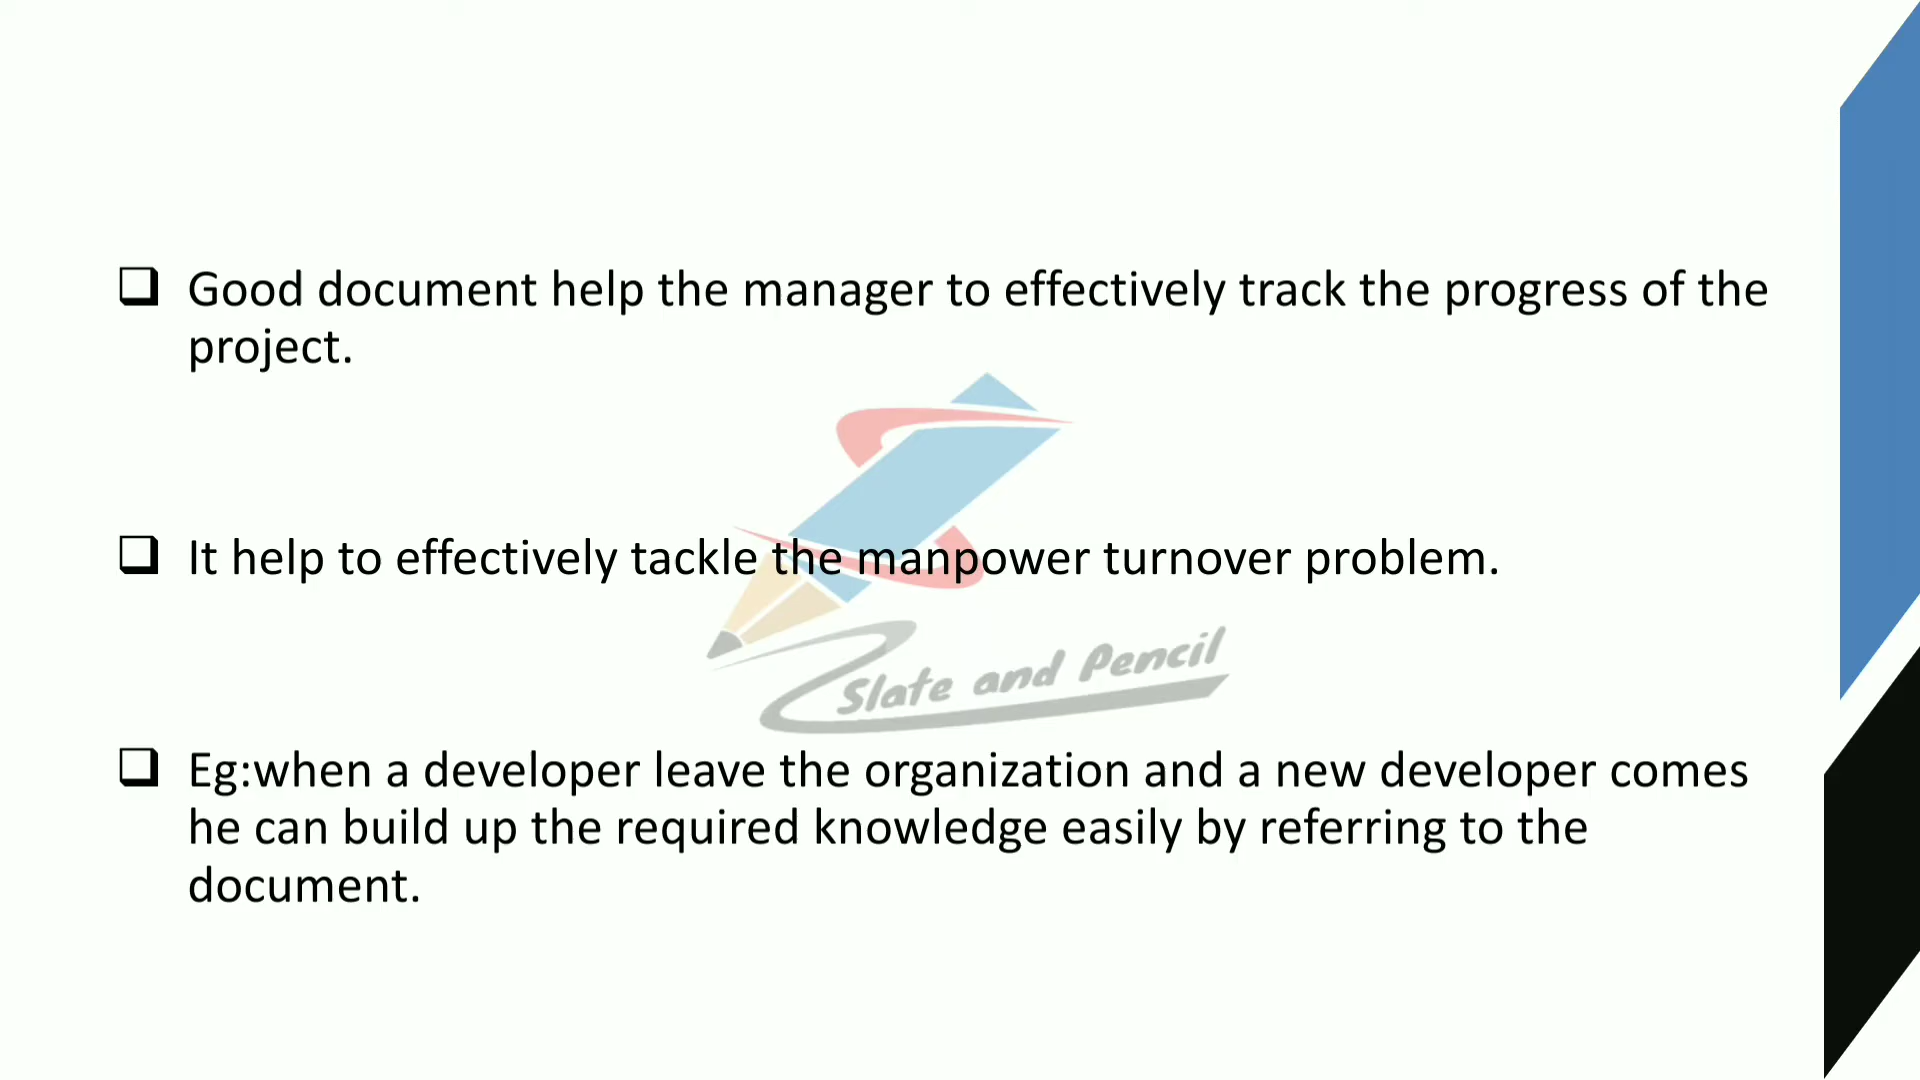 Good document help the manager to effectively track the progress of the
project.
It help to effectively tackle the manpower turnover problem.
Slate and Pencil
Eg:when a developer leave the organization and a new developer comes
he can build up the required knowledge easily by referring to the
document.